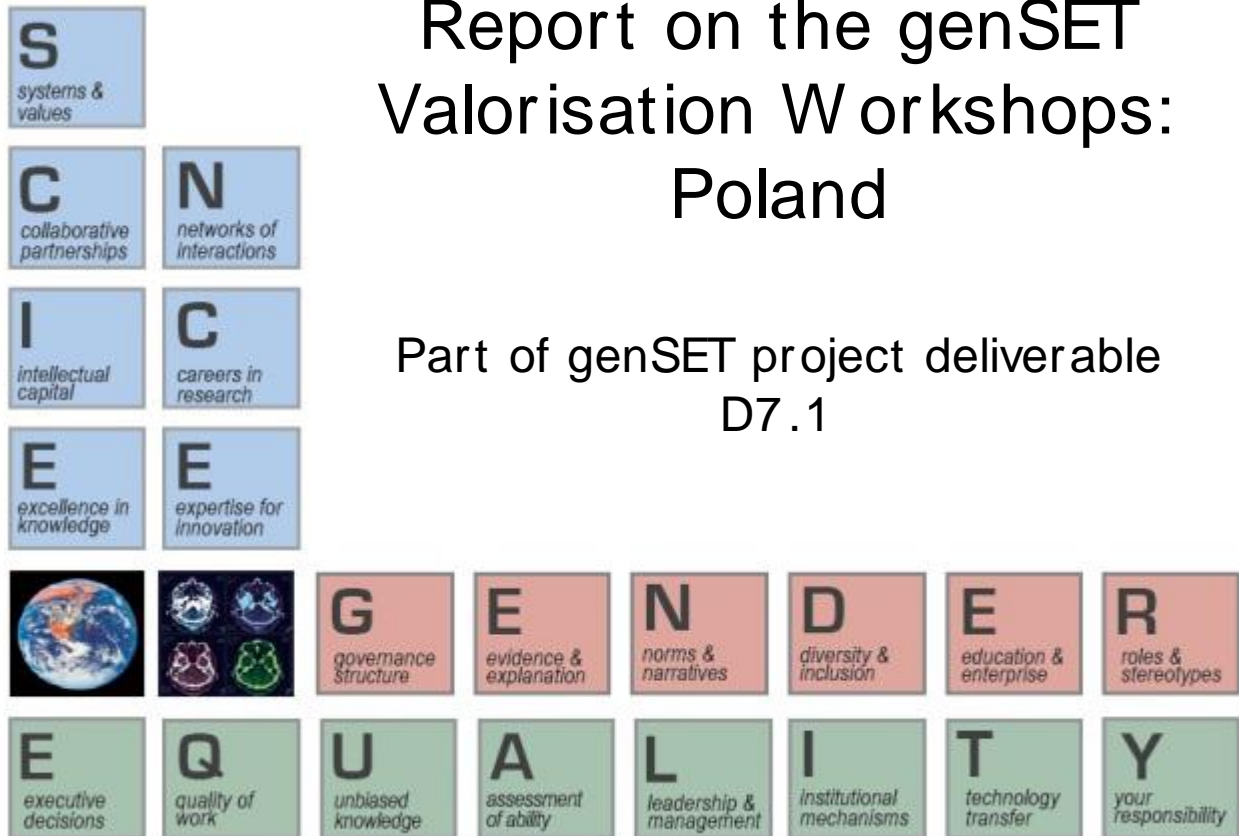 Report on the genSET
Valorisation Workshops:
Poland
Part of genSET project deliverable
D7.1
S
systems &
values
C
collaborative
partnerships
N
networks of
interactions
I
intellectual
capital
C
careers in
research
E
excellence in
knowledge
E
expertise for
innovation
G
governance
structure
E
evidence &
explanation
N
norms &
narratives
D
diversity &
inclusion
E
education &
enterprise
R
roles &
stereotypes
E
executive
decisions
Q
quality of
work
U
unbiased
knowledge
A
assessment
of ability
L
leadership &
management
I
institutional
mechanisms
T
technology
transfer
Y
your
responsibility